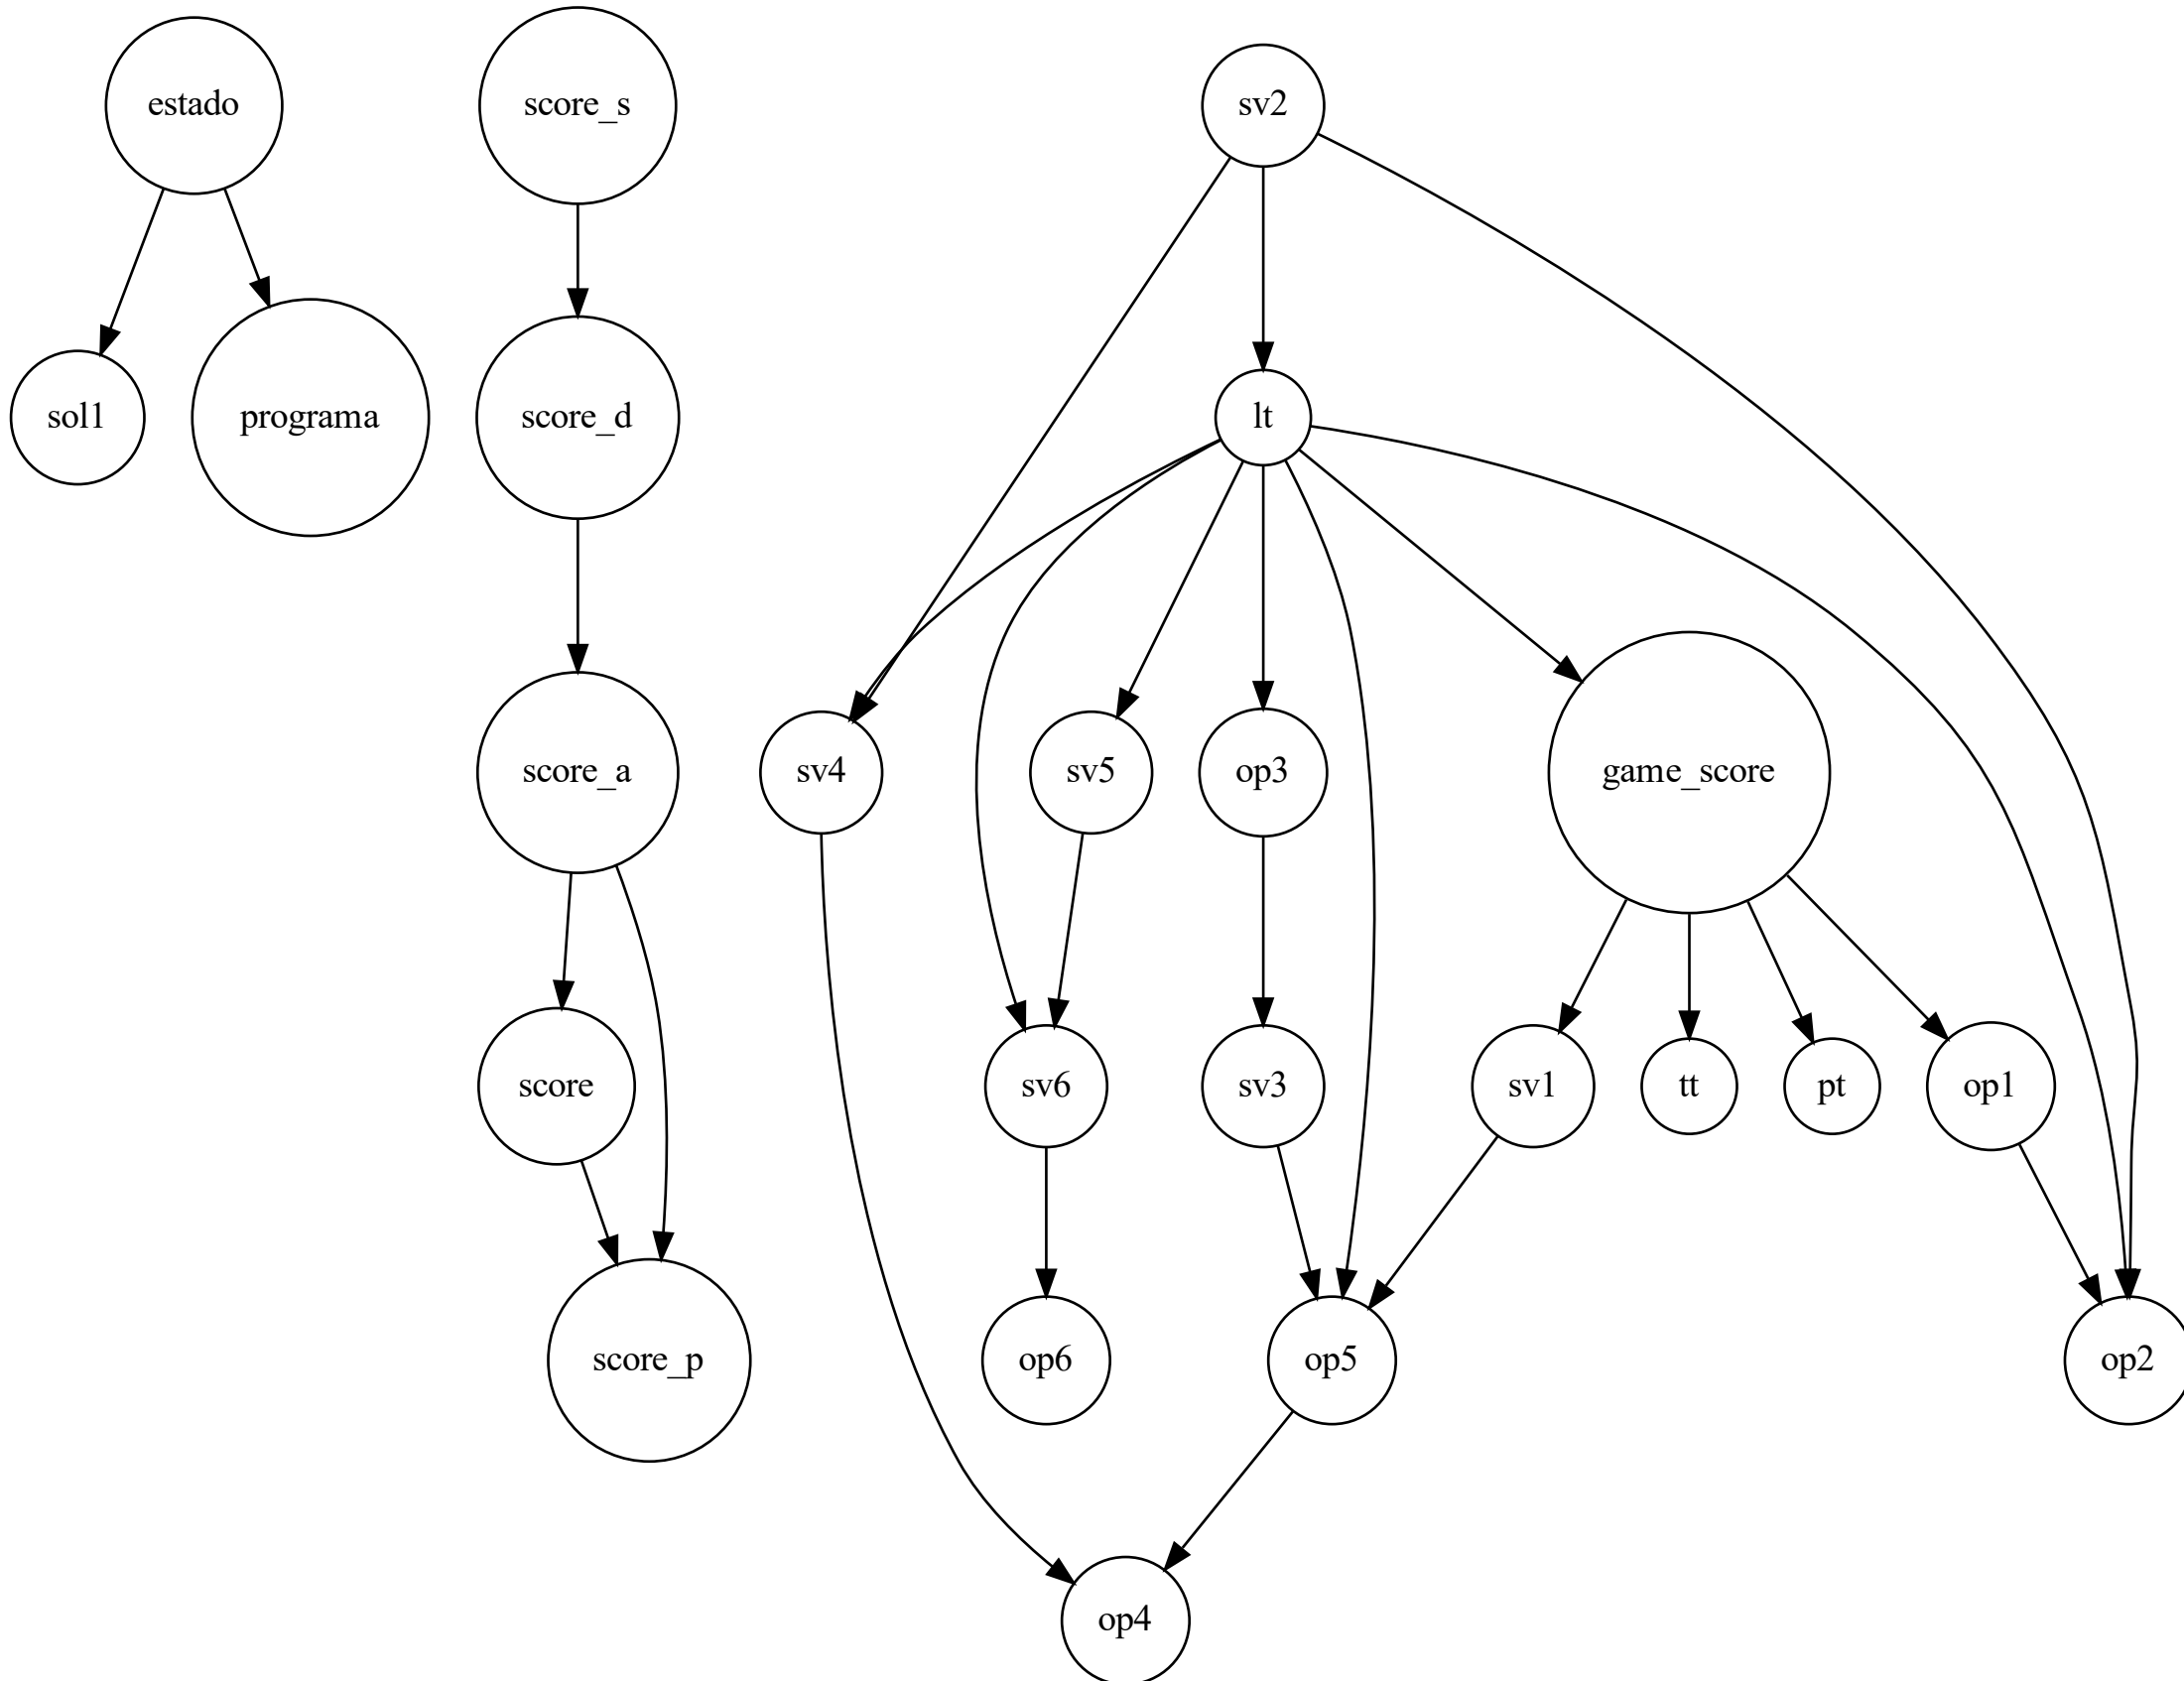 estado
score_s
sv2
sol1
programa
score_d
lt
score_a
sv4
sv5
op3
game_score
score
sv6
sv3
sv1
tt
pt
op1
score_p
op6
op5
op2
op4